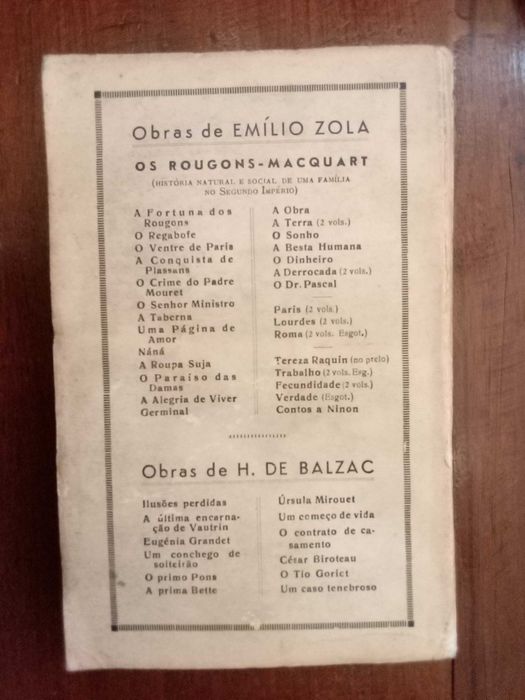 Obras de EMÍLIO ZOLA
OS ROUGONS-MACQUART
(HISTÓRIA NATURAL E SOCIAL DE UMA FAMÍLIA
NO SEGUNDO IMPÉRIO)
A Fortuna dos
Rougons
O Regabofe
O Ventre de Paris
A Conquista de
Plassans
O Crime do Padre
Mouret
O Senhor Ministro
A Taberna
Uma Página de
Amor
Náná
A Roupa Suja
O Paraíso das
Damas
A Alegria de Viver
Germinal
A Obra
A Terra (2 vols.)
O Sonho
A Besta Humana
O Dinheiro
A Derrocada (2 vols.)
O Dr. Pascal
Paris (2 vols.)
Lourdes (2 vols.)
Roma (2 vols. Esgot.)
Tereza Raquin (no prelo)
Trabalho (2 vols. Esg.)
Fecundidade (2 vols.)
Verdade (Esgot.)
Contos a Ninon
Obras de H. DE BALZAC
Ilusões perdidas
A última encarna-
ção de Vautrin
Eugénia Grandet
Um conchego de
solteirão
O primo Pons
A prima Bette
Úrsula Mirouet
Um começo de vida
O contrato de ca-
samento
César Biroteau
O Tio Goriot
Um caso tenebroso